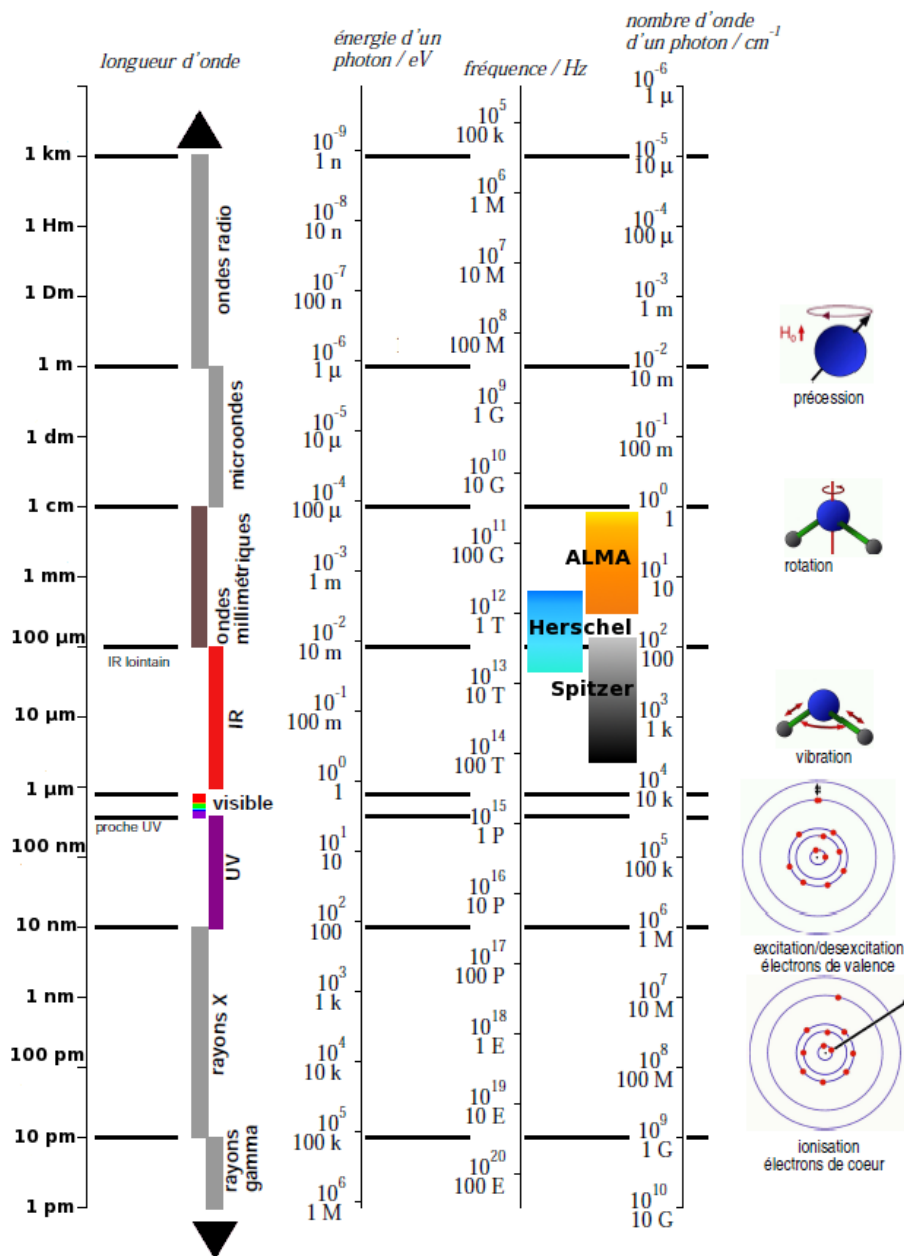 longueur d'onde
énergie d'un
photon / eV
fréquence / Hz
nombre d'onde
d'un photon / cm⁻¹
1 km
1 Hm
1 Dm
1 m
1 dm
1 cm
1 mm
100 µm
10 µm
1 µm
100 nm
10 nm
1 nm
100 pm
10 pm
1 pm
ondes radio
microondes
ondes
millimétriques
IR lointain
IR
visible
proche UV
UV
rayons X
rayons
gamma
10⁻⁹
1 n
10⁻⁸
10 n
10⁻⁷
100 n
10⁻⁶
1 µ
10⁻⁵
10 µ
10⁻⁴
100 µ
10⁻³
1 m
10⁻²
10 m
10⁻¹
100 m
10⁰
1
10¹
10
10²
100
10³
1 k
10⁴
10 k
10⁵
100 k
10⁶
1 M
10⁵
100 k
10⁶
1 M
10⁷
10 M
10⁸
100 M
10⁹
1 G
10¹⁰
10 G
10¹¹
100 G
10¹²
1 T
10¹³
10 T
10¹⁴
100 T
10¹⁵
1 P
10¹⁶
10 P
10¹⁷
100 P
10¹⁸
1 E
10¹⁹
10 E
10²⁰
100 E
ALMA
Herschel
Spitzer
10⁻⁶
1 µ
10⁻⁵
10 µ
10⁻⁴
100 µ
10⁻³
1 m
10⁻²
10 m
10⁻¹
100 m
10⁰
1
10¹
10
10²
100
10³
1 k
10⁴
10 k
10⁵
100 k
10⁶
1 M
10⁷
10 M
10⁸
100 M
10⁹
1 G
10¹⁰
10 G
H₀
précession
rotation
vibration
excitation/desexcitation
électrons de valence
ionisation
électrons de coeur